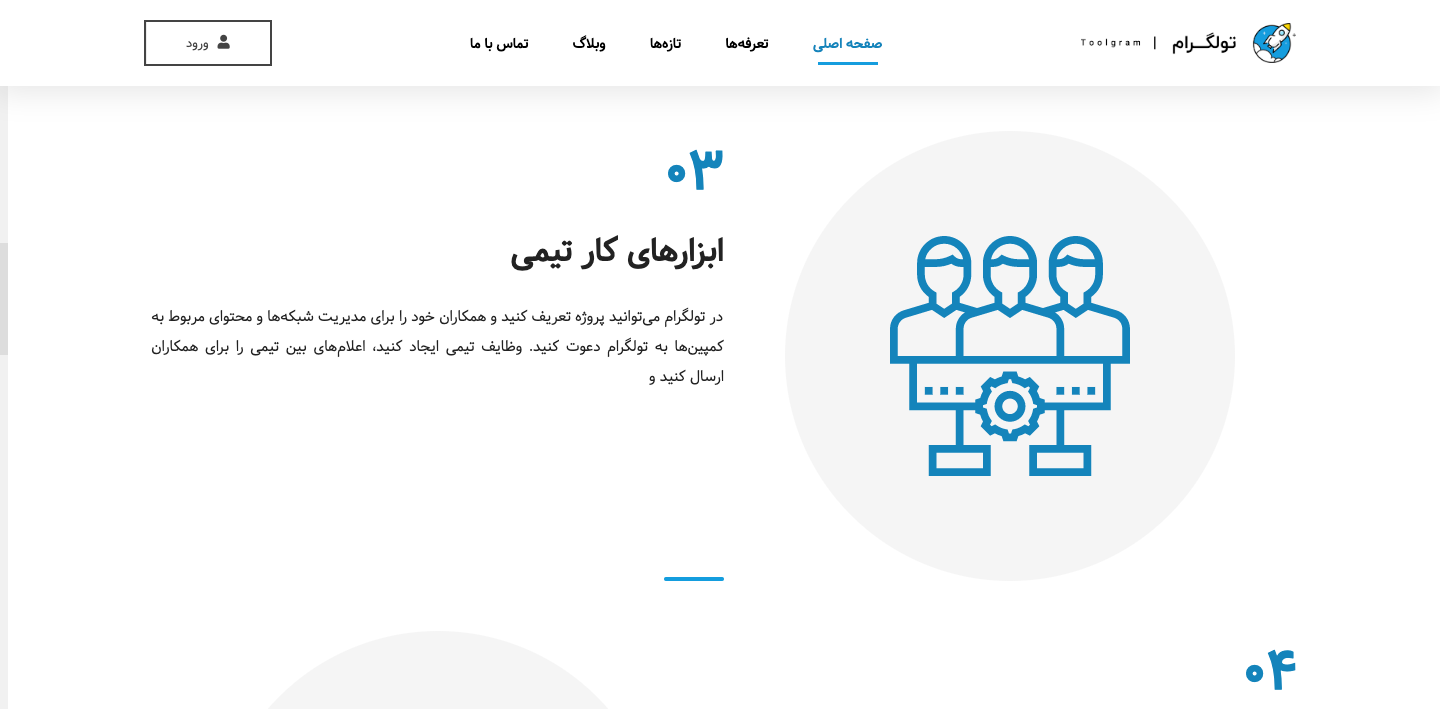 تولگـرام | Toolgram
صفحه اصلی
تعرفه‌ها
تازه‌ها
وبلاگ
تماس با ما
ورود
۰۳
ابزارهای کار تیمی
در تولگرام می‌توانید پروژه تعریف کنید و همکاران خود را برای مدیریت شبکه‌ها و محتوای مربوط به
کمپین‌ها به تولگرام دعوت کنید. وظایف تیمی ایجاد کنید، اعلام‌های بین تیمی را برای همکاران
ارسال کنید و
۰۴